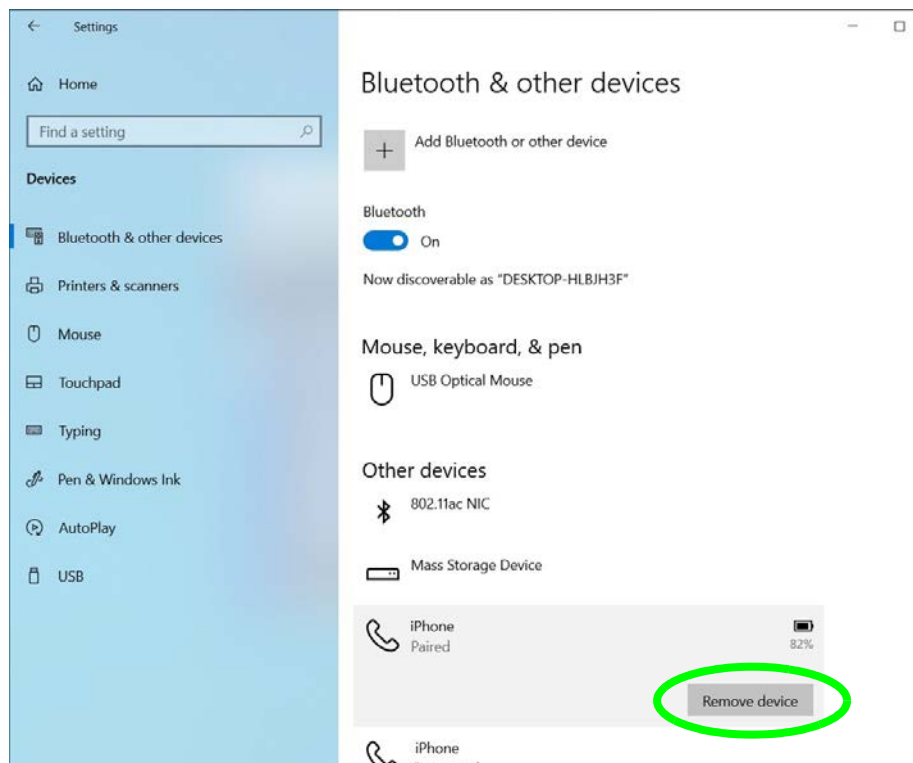 Settings
Home
Find a setting
Devices
Bluetooth & other devices
Printers & scanners
Mouse
Touchpad
Typing
Pen & Windows Ink
AutoPlay
USB
Bluetooth & other devices
Add Bluetooth or other device
Bluetooth
On
Now discoverable as "DESKTOP-HLBJH3F"
Mouse, keyboard, & pen
USB Optical Mouse
Other devices
802.11ac NIC
Mass Storage Device
iPhone
Paired
82%
Remove device
iPhone